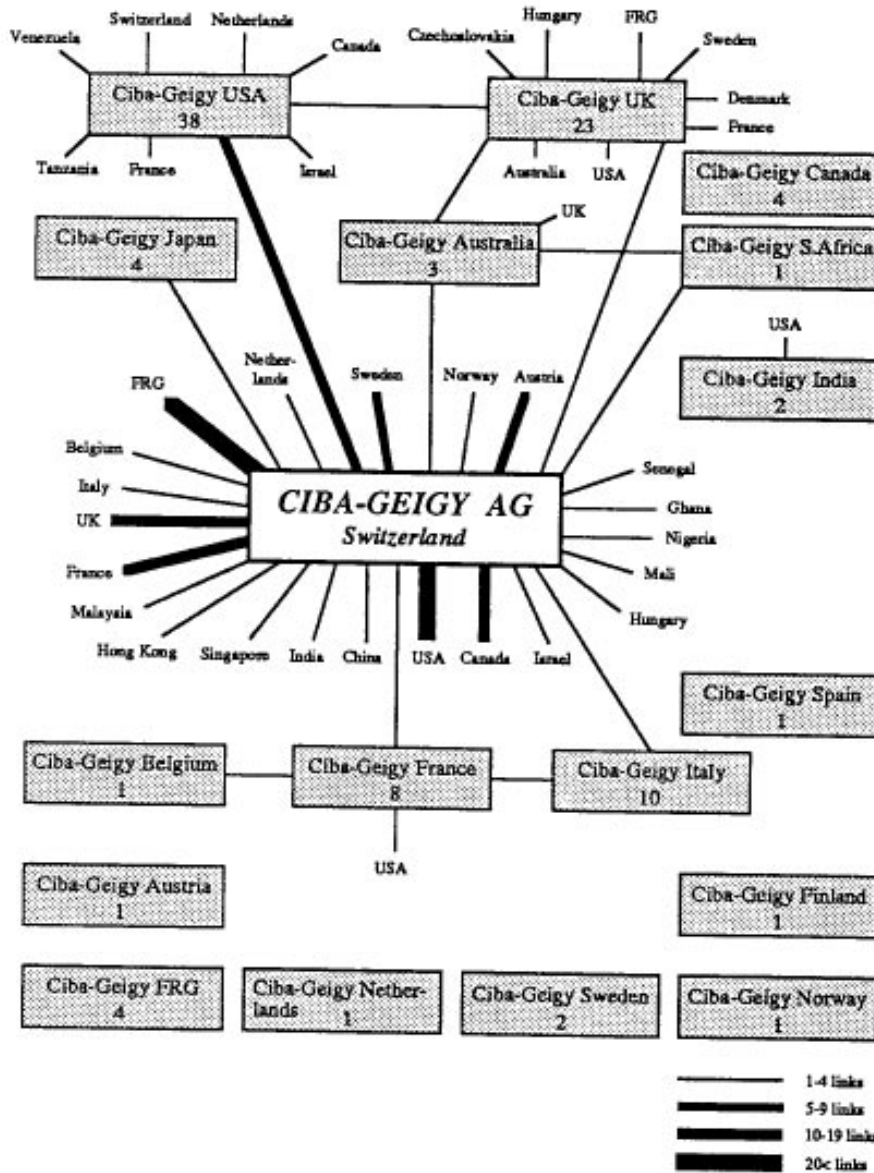 Switzerland
Netherlands
Venezuela
Canada
Ciba-Geigy USA
38
Tanzania
France
Israel
Hungary
FRG
Czechoslovakia
Sweden
Ciba-Geigy UK
23
Denmark
France
Australia
USA
Ciba-Geigy Canada
4
Ciba-Geigy Japan
4
UK
Ciba-Geigy Australia
3
Ciba-Geigy S.Africa
1
USA
Ciba-Geigy India
2
Nether-
lands
Sweden
Norway
Austria
FRG
Belgium
Italy
UK
France
Malaysia
CIBA-GEIGY AG
Switzerland
Senegal
Ghana
Nigeria
Mali
Hungary
Hong Kong
Singapore
India
China
USA
Canada
Israel
Ciba-Geigy Spain
1
Ciba-Geigy Belgium
1
Ciba-Geigy France
8
Ciba-Geigy Italy
10
USA
Ciba-Geigy Austria
1
Ciba-Geigy Finland
1
Ciba-Geigy FRG
4
Ciba-Geigy Nether-
lands 1
Ciba-Geigy Sweden
2
Ciba-Geigy Norway
1
1-4 links
5-9 links
10-19 links
20< links